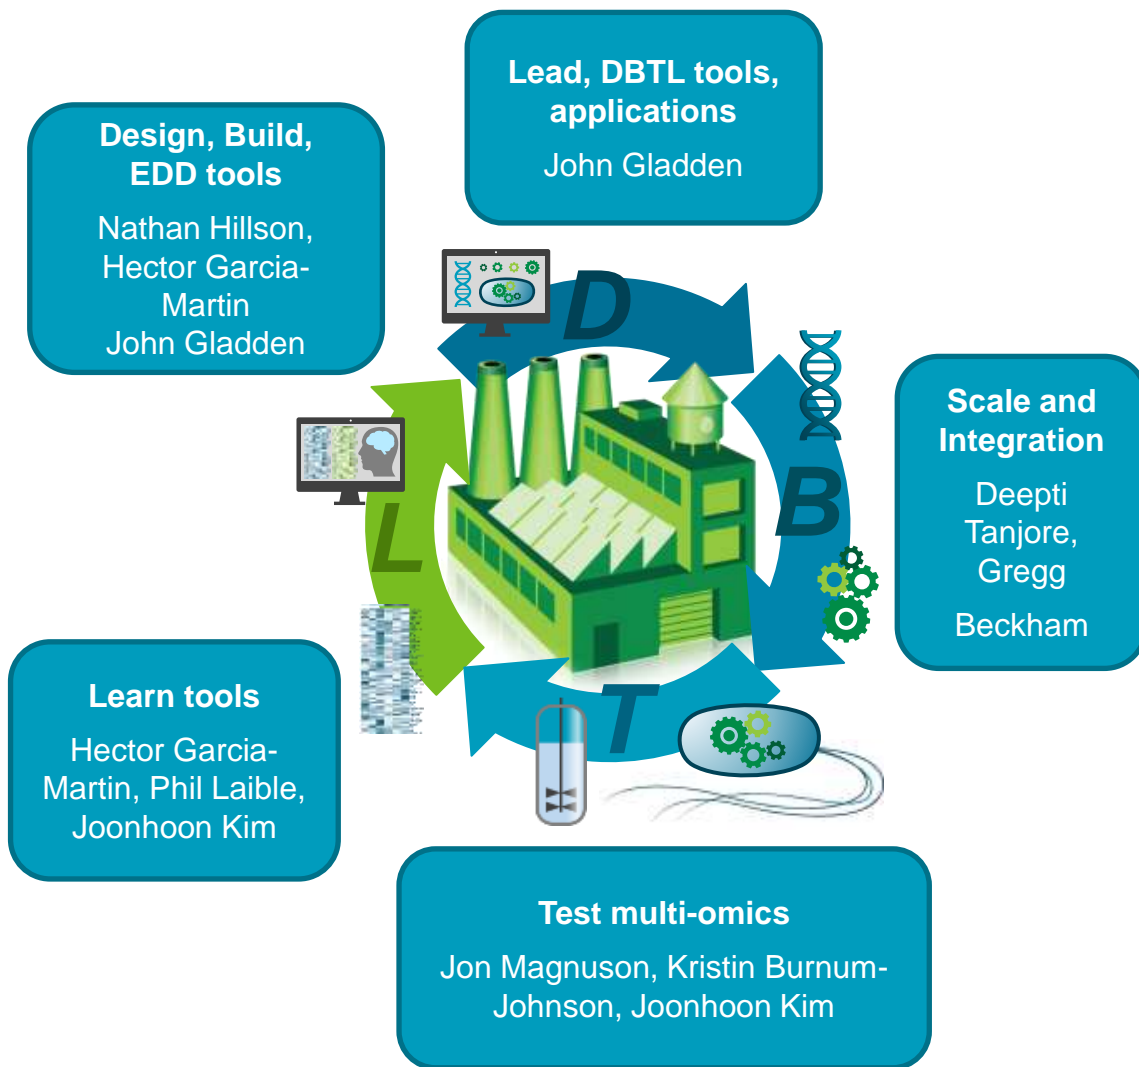 Lead, DBTL tools,
applications
John Gladden
Design, Build,
EDD tools
Nathan Hillson,
Hector Garcia-
Martin
John Gladden
D
B
T
L
Scale and
Integration
Deepti
Tanjore,
Gregg
Beckham
Learn tools
Hector Garcia-
Martin, Phil Laible,
Joonhoon Kim
Test multi-omics
Jon Magnuson, Kristin Burnum-
Johnson, Joonhoon Kim